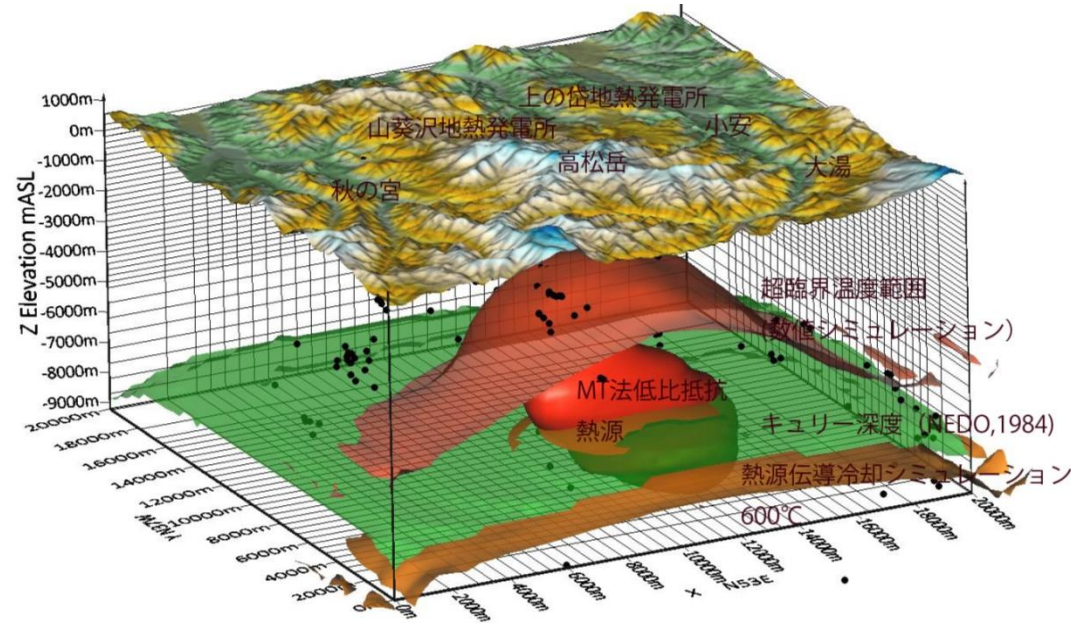 1000m
0m
-1000m
-2000m
-3000m
-4000m
-5000m
-6000m
-7000m
-8000m
-9000m
Z Elevation mASL
上の岱地熱発電所
山葵沢地熱発電所
小安
高松岳
大湯
秋の宮
超臨界温度範囲
(数値シミュレーション)
MT法低比抵抗
熱源
キュリー深度 (NEDO,1984)
熱源伝導冷却シミュレーション
600℃
20000m
18000m
16000m
14000m
12000m
10000m
8000m
6000m
4000m
2000m
0m
2000m
4000m
6000m
8000m
10000m
12000m
14000m
16000m
18000m
20000m
X N53E